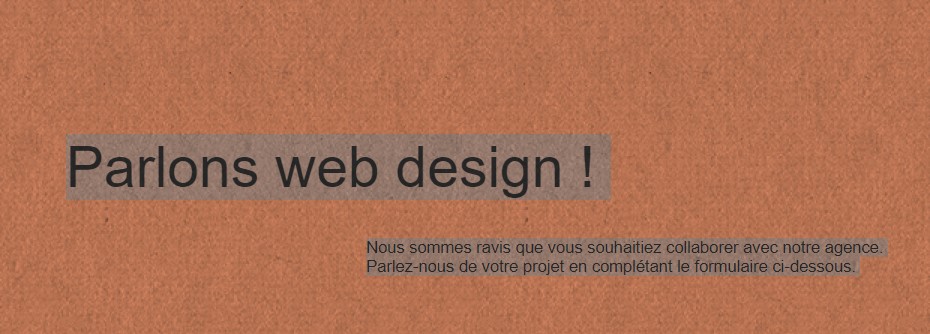 Parlons web design !
Nous sommes ravis que vous souhaitiez collaborer avec notre agence.
Parlez-nous de votre projet en complétant le formulaire ci-dessous.